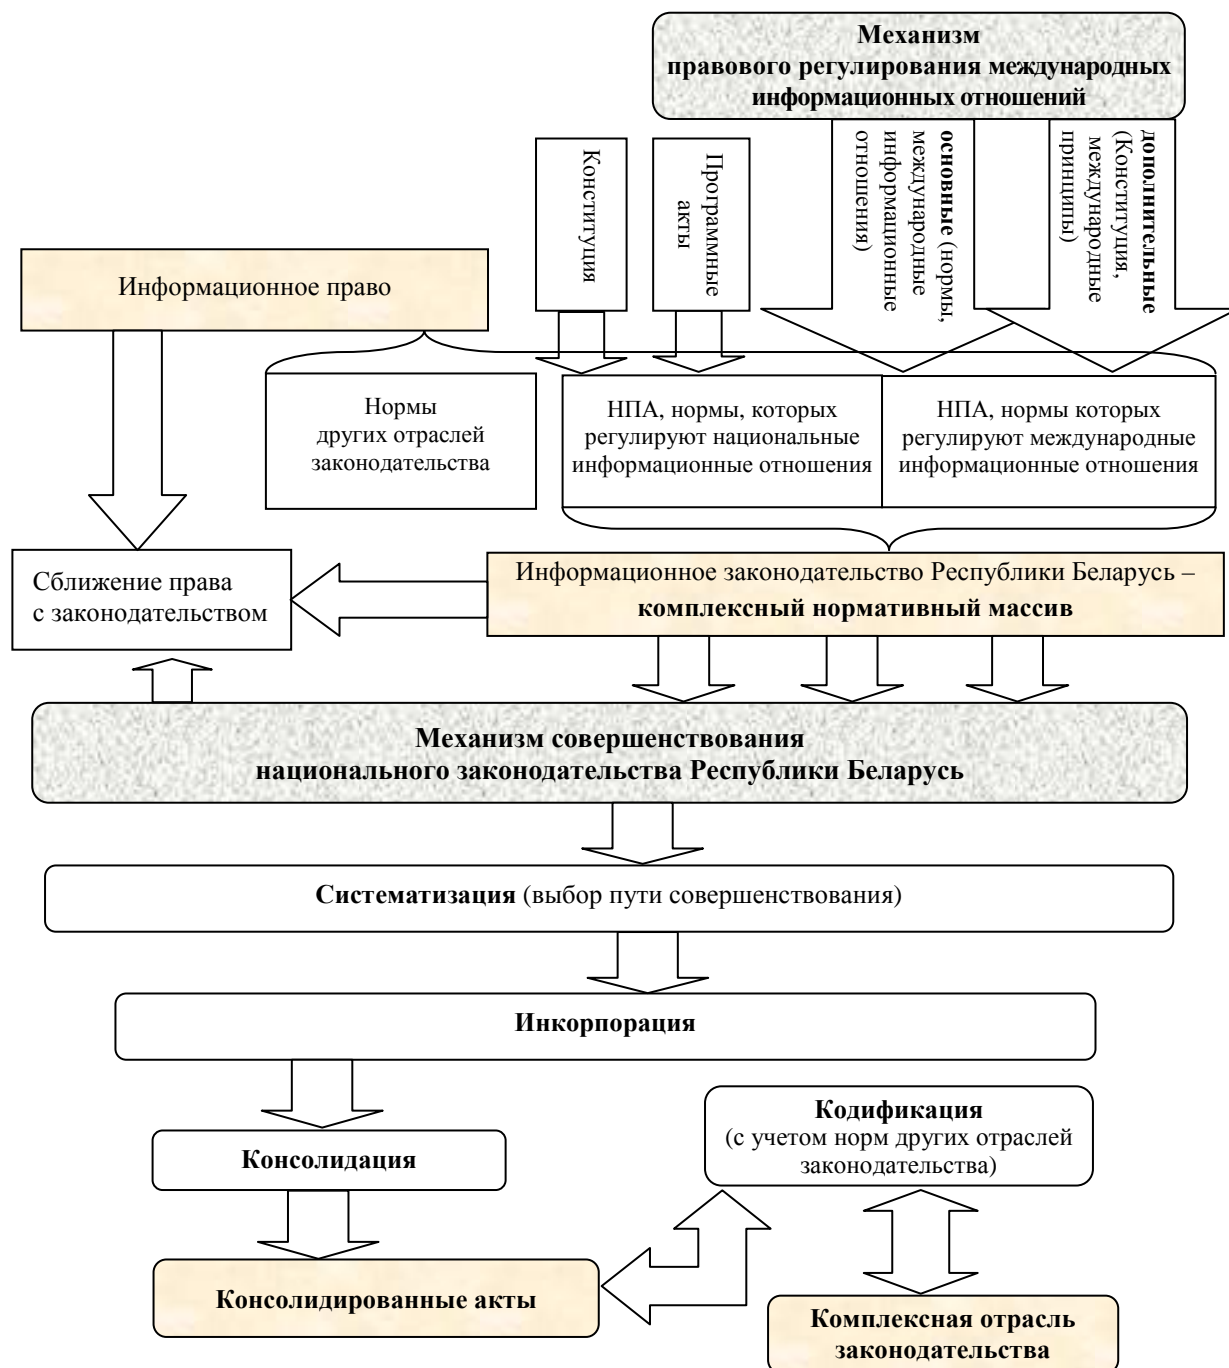 Механизм
правового регулирования международных
информационных отношений
Конституция
Программные
акты
основные (нормы,
международные
информационные
отношения)
дополнительные
(Конституция,
международные
принципы)
Информационное право
Нормы
других отраслей
законодательства
НПА, нормы, которых
регулируют национальные
информационные отношения
НПА, нормы которых
регулируют международные
информационные отношения
Сближение права
с законодательством
Информационное законодательство Республики Беларусь –
комплексный нормативный массив
Механизм совершенствования
национального законодательства Республики Беларусь
Систематизация (выбор пути совершенствования)
Инкорпорация
Консолидация
Кодификация
(с учетом норм других отраслей
законодательства)
Консолидированные акты
Комплексная отрасль
законодательства